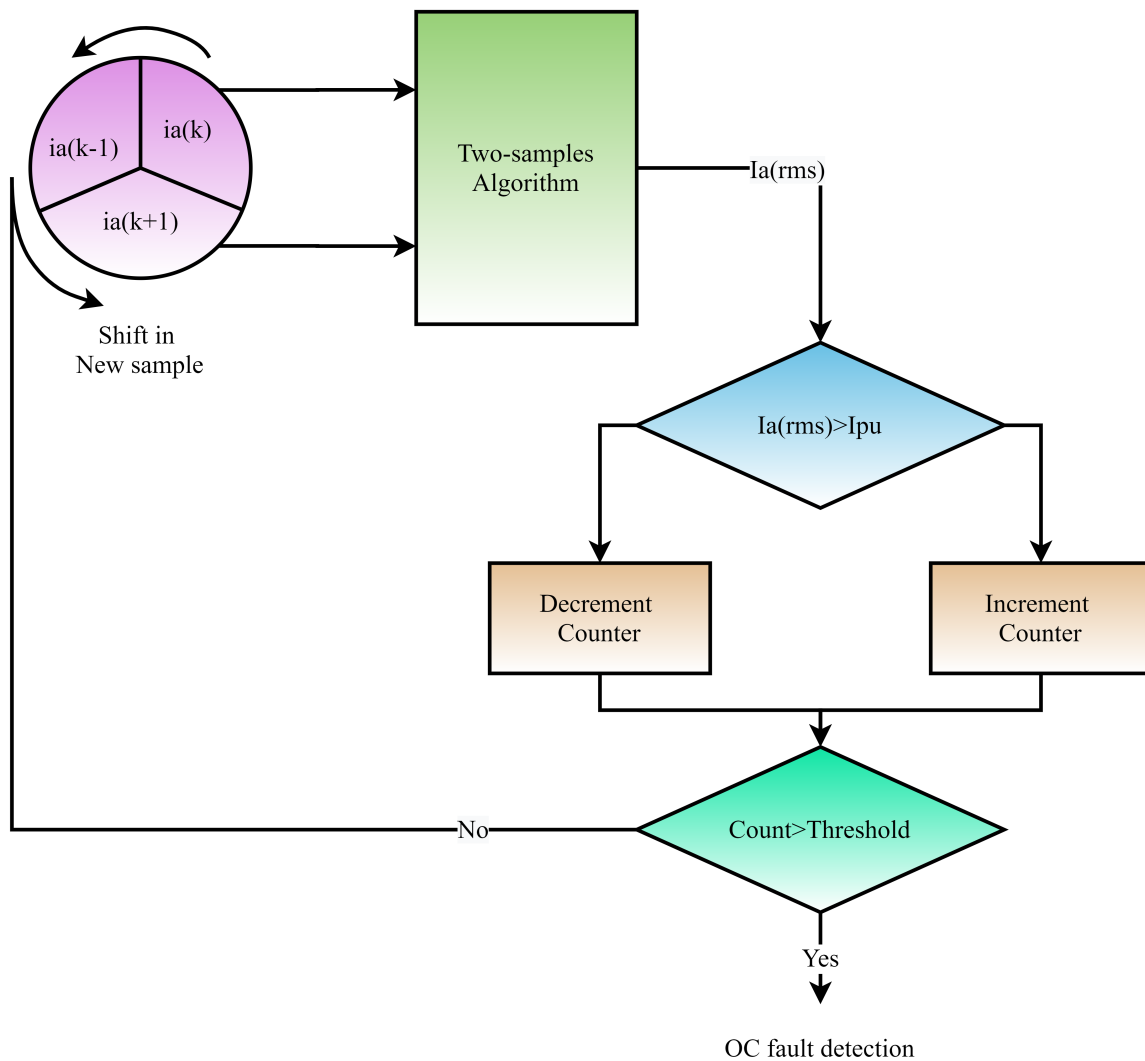 ia(k-1)
ia(k)
ia(k+1)
Shift in
New sample
Two-samples
Algorithm
Ia(rms)
Ia(rms)>Ipu
Decrement
Counter
Increment
Counter
Count>Threshold
No
Yes
OC fault detection